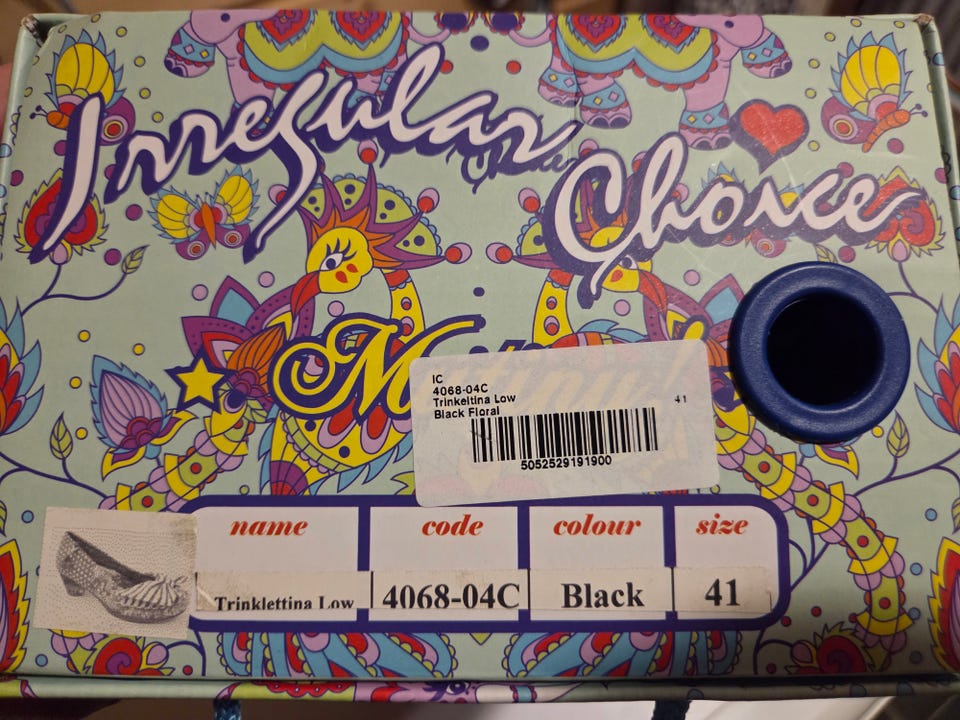 Irregular
Choice
IC
4068-04C
Trinkeltina Low
41
Black Floral
5052529191900
name code colour size
Trinklettina Low 4068-04C Black 41